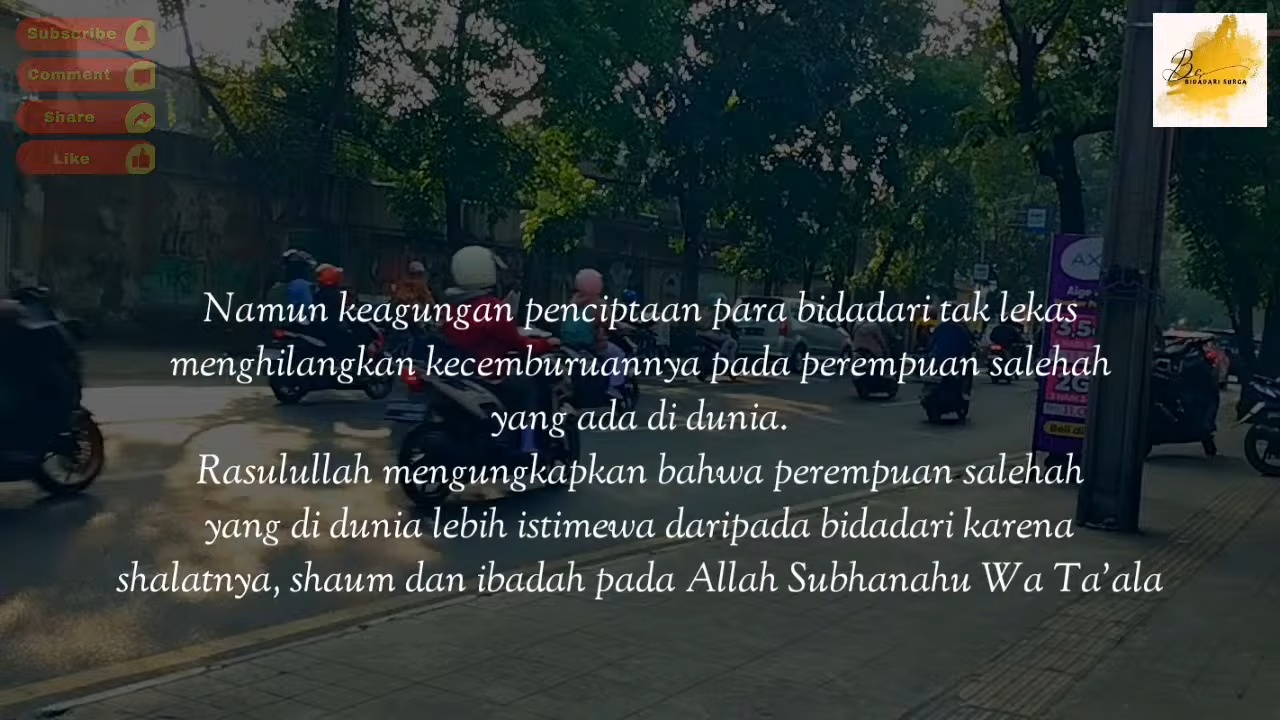 Subscribe
Comment
Share
Like
BIDADARI SURGA
Namun keagungan penciptaan para bidadari tak lekas
menghilangkan kecemburuannya pada perempuan salehah
yang ada di dunia.
Rasulullah mengungkapkan bahwa perempuan salehah
yang di dunia lebih istimewa daripada bidadari karena
shalatnya, shaum dan ibadah pada Allah Subhanahu Wa Ta'ala
AX
2G